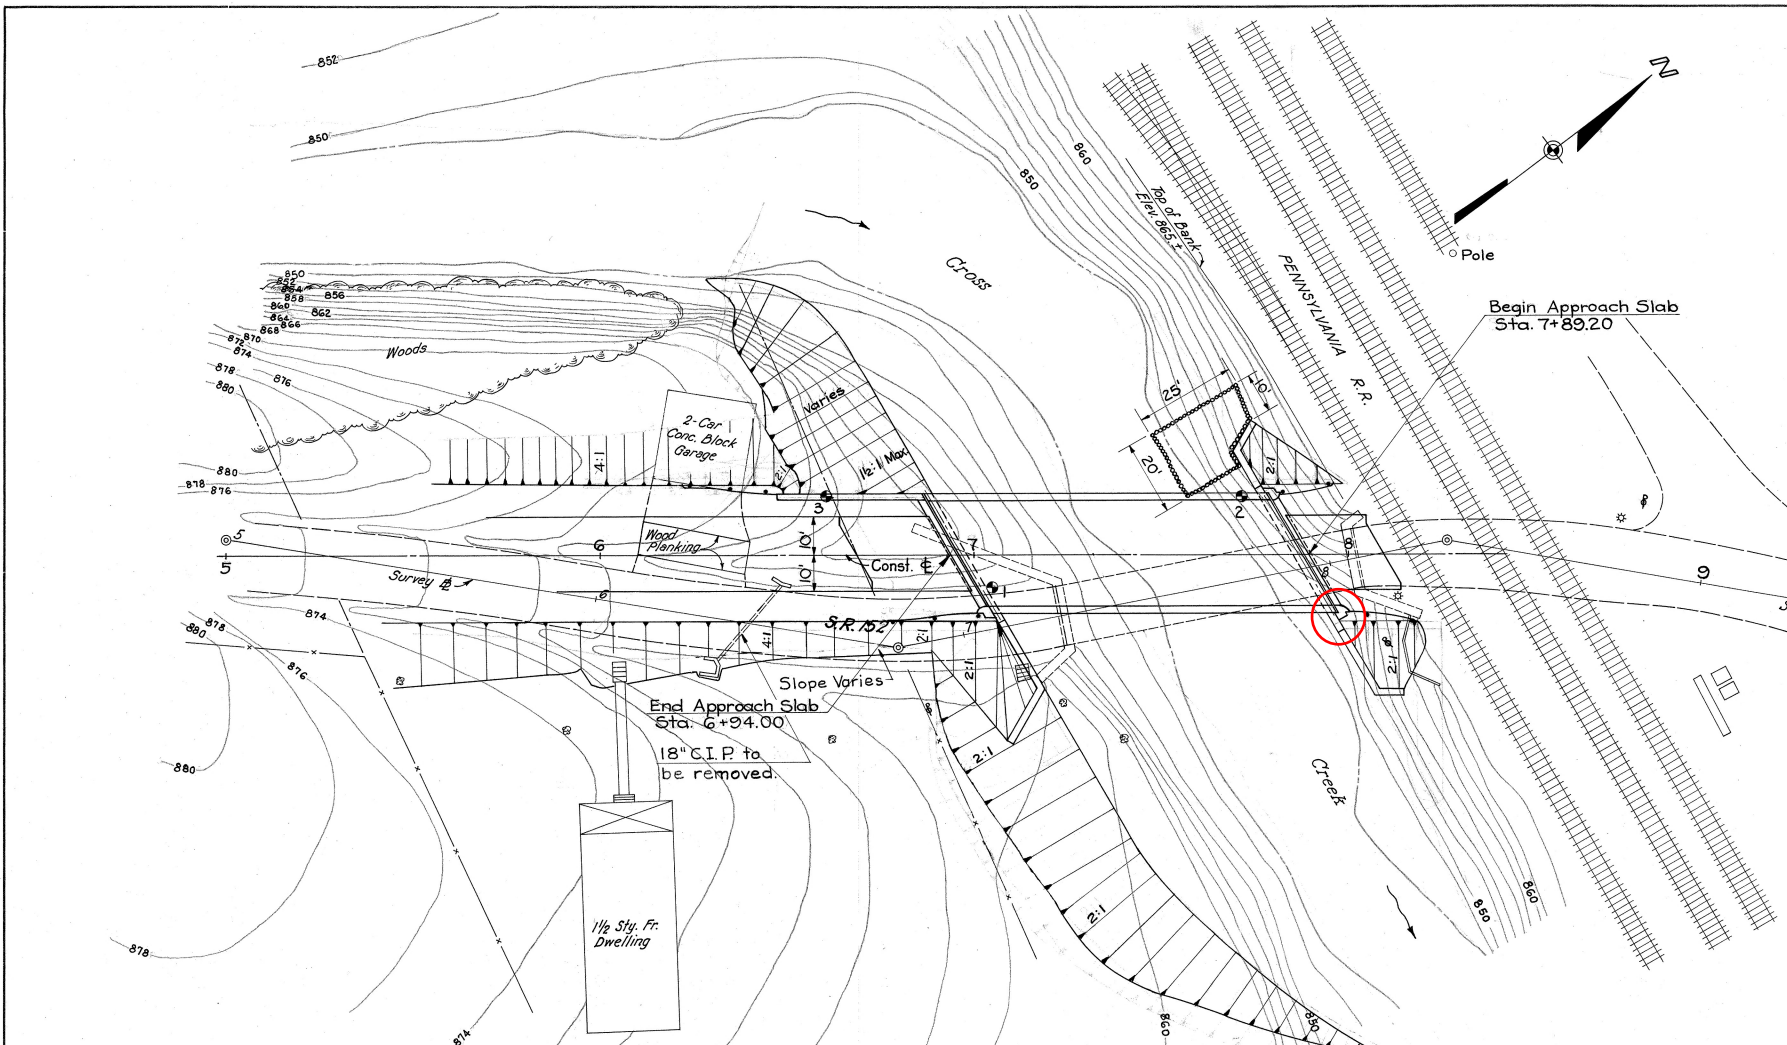 852
850
N
860
850
Top of Bank
Elev. 865.±
Pole
Cross
PENNSYLVANIA R.R.
Begin Approach Slab
Sta. 7+89.20
850
852
854
856
858
860
862
864
866
868
870
872
874
876
878
880
Woods
2-Car
Conc. Block
Garage
Varies
1½:1 Max.
4:1
2:1
25'
10'
20'
2:1
880
878
876
3
2
5
5
6
Wood
Planking
10'
10'
Const. ℄
7
8
8
9
Survey ℄
6
1
874
878
880
876
S.R. 152
4:1
2:1
7
2:1
2:1
Slope Varies
End Approach Slab
Sta. 6+94.00
18" C.I.P. to
be removed.
2:1
880
Creek
1½ Sty. Fr.
Dwelling
2:1
878
874
860
850
850
860